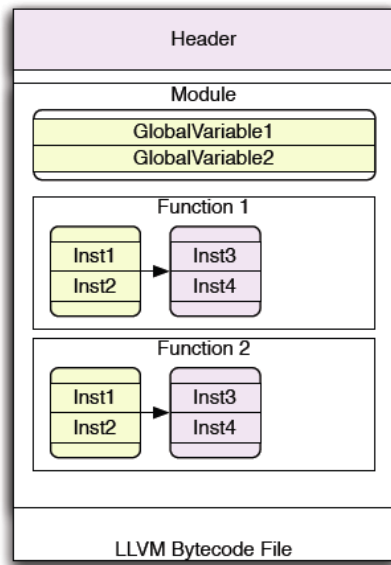 Header
Module
GlobalVariable1
GlobalVariable2
Function 1
Inst1
Inst2
Inst3
Inst4
Function 2
Inst1
Inst2
Inst3
Inst4
LLVM Bytecode File